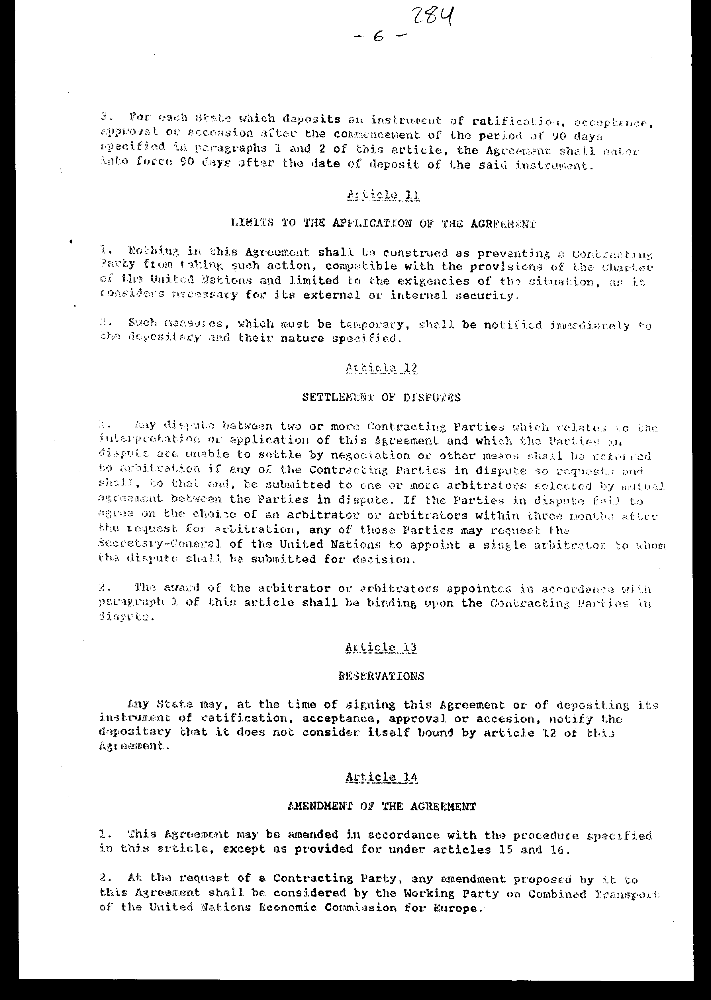 284
- 6 -
3. For each State which deposits an instrument of ratification, acceptance,
approval or accession after the commencement of the period of 90 days
specified in paragraphs 1 and 2 of this article, the Agreement shall enter
into force 90 days after the date of deposit of the said instrument.
Article 11
LIMITS TO THE APPLICATION OF THE AGREEMENT
1. Nothing in this Agreement shall be construed as preventing a Contracting
Party from taking such action, compatible with the provisions of the Charter
of the United Nations and limited to the exigencies of the situation, as it
considers necessary for its external or internal security.
2. Such measures, which must be temporary, shall be notified immediately to
the depositary and their nature specified.
Article 12
SETTLEMENT OF DISPUTES
1. Any dispute between two or more Contracting Parties which relates to the
interpretation or application of this Agreement and which the Parties in
dispute are unable to settle by negociation or other means shall be referred
to arbitration if any of the Contracting Parties in dispute so requests and
shall, to that end, be submitted to one or more arbitrators selected by mutual
agreement between the Parties in dispute. If the Parties in dispute fail to
agree on the choice of an arbitrator or arbitrators within three months after
the request for arbitration, any of those Parties may request the
Secretary-General of the United Nations to appoint a single arbitrator to whom
the dispute shall be submitted for decision.
2. The award of the arbitrator or arbitrators appointed in accordance with
paragraph 1 of this article shall be binding upon the Contracting Parties in
dispute.
Article 13
RESERVATIONS
Any State may, at the time of signing this Agreement or of depositing its
instrument of ratification, acceptance, approval or accesion, notify the
depositary that it does not consider itself bound by article 12 of this
Agreement.
Article 14
AMENDMENT OF THE AGREEMENT
1. This Agreement may be amended in accordance with the procedure specified
in this article, except as provided for under articles 15 and 16.
2. At the request of a Contracting Party, any amendment proposed by it to
this Agreement shall be considered by the Working Party on Combined Transport
of the United Nations Economic Commission for Europe.